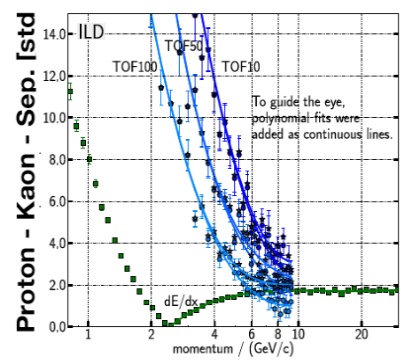 ILD
TOF50
TOF100
TOF10
To guide the eye,
polynomial fits were
added as continuous lines.
dE/dx
Proton - Kaon - Sep. [std
14.0
12.0
10.0
8.0
6.0
4.0
2.0
0.0
1 2 4 6 8 10 20
momentum / (GeV/c)